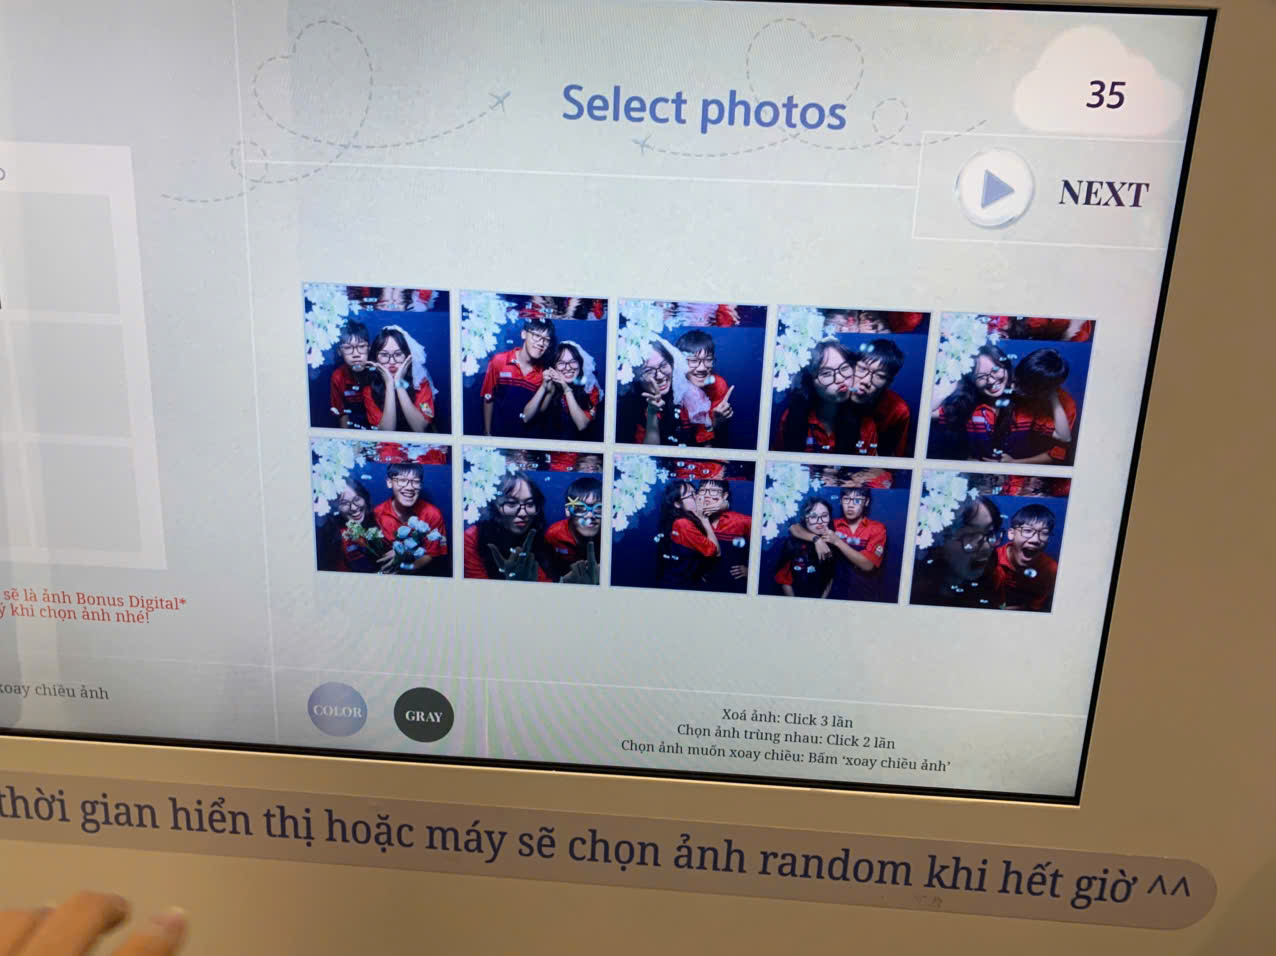 Select photos
35
NEXT
sẽ là ảnh Bonus Digital*
ý khi chọn ảnh nhé!
xoay chiều ảnh
COLOR
GRAY
Xoá ảnh: Click 3 lần
Chọn ảnh trùng nhau: Click 2 lần
Chọn ảnh muốn xoay chiều: Bấm ‘xoay chiều ảnh’
thời gian hiển thị hoặc máy sẽ chọn ảnh random khi hết giờ ^^